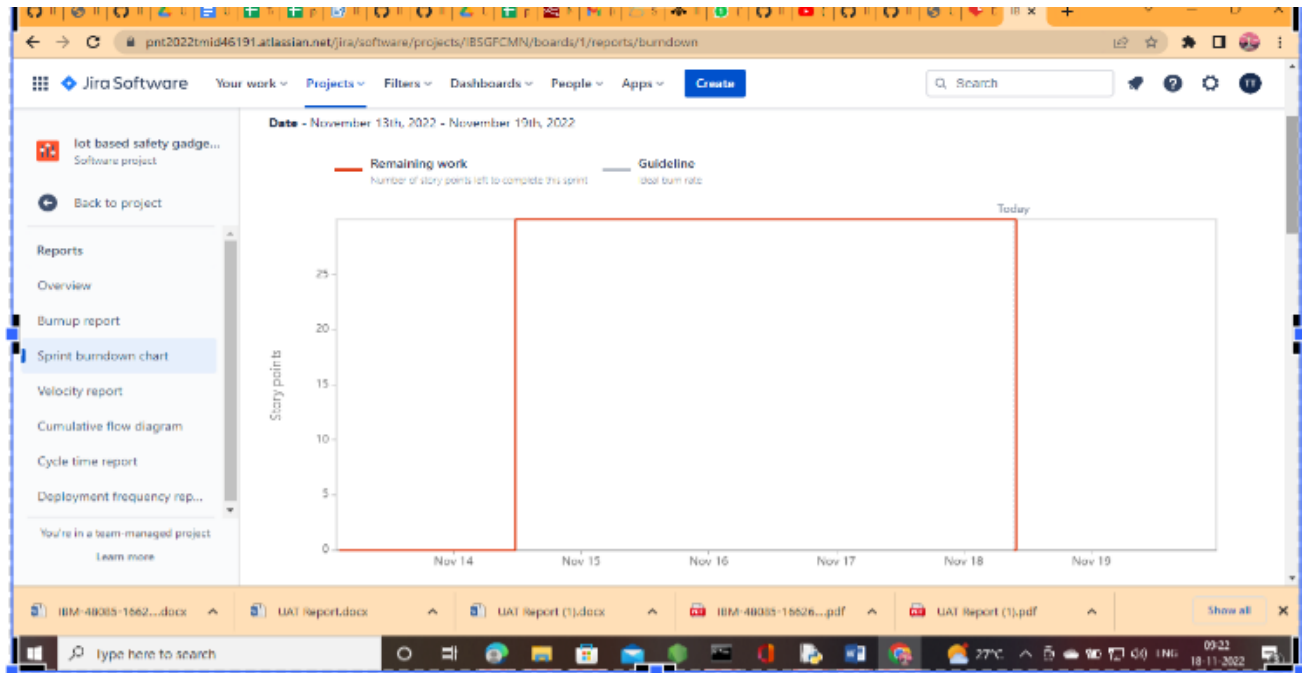 pnt2022tmid46191.atlassian.net/jira/software/projects/IBSGFCMN/boards/1/reports/burndown
Jira Software Your work Projects Filters Dashboards People Apps Create Search TT
Iot based safety gadge...
Software project
Back to project
Reports
Overview
Burnup report
Sprint burndown chart
Velocity report
Cumulative flow diagram
Cycle time report
Deployment frequency rep...
You're in a team-managed project
Learn more
Date - November 13th, 2022 - November 19th, 2022
Remaining work
Number of story points left to complete this sprint
Guideline
Ideal burn rate
Today
Story points
25
20
15
10
5
0
Nov 14 Nov 15 Nov 16 Nov 17 Nov 18 Nov 19
IBM-48085-1662....docx UAT Report.docx UAT Report (1).docx IBM-48085-16626....pdf UAT Report (1).pdf Show all
Type here to search
27°C ENG 09:22
18-11-2022